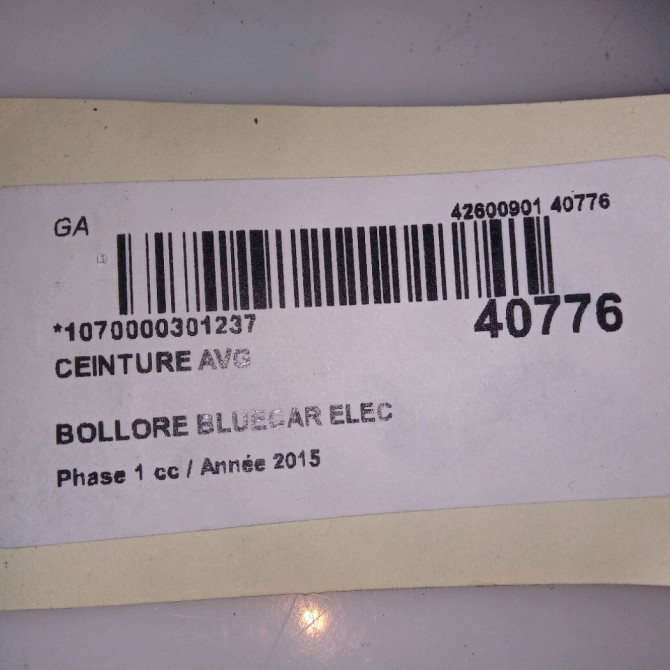 GA
42600901 40776
*1070000301237
40776
CEINTURE AVG
BOLLORE BLUECAR ELEC
Phase 1 cc / Année 2015